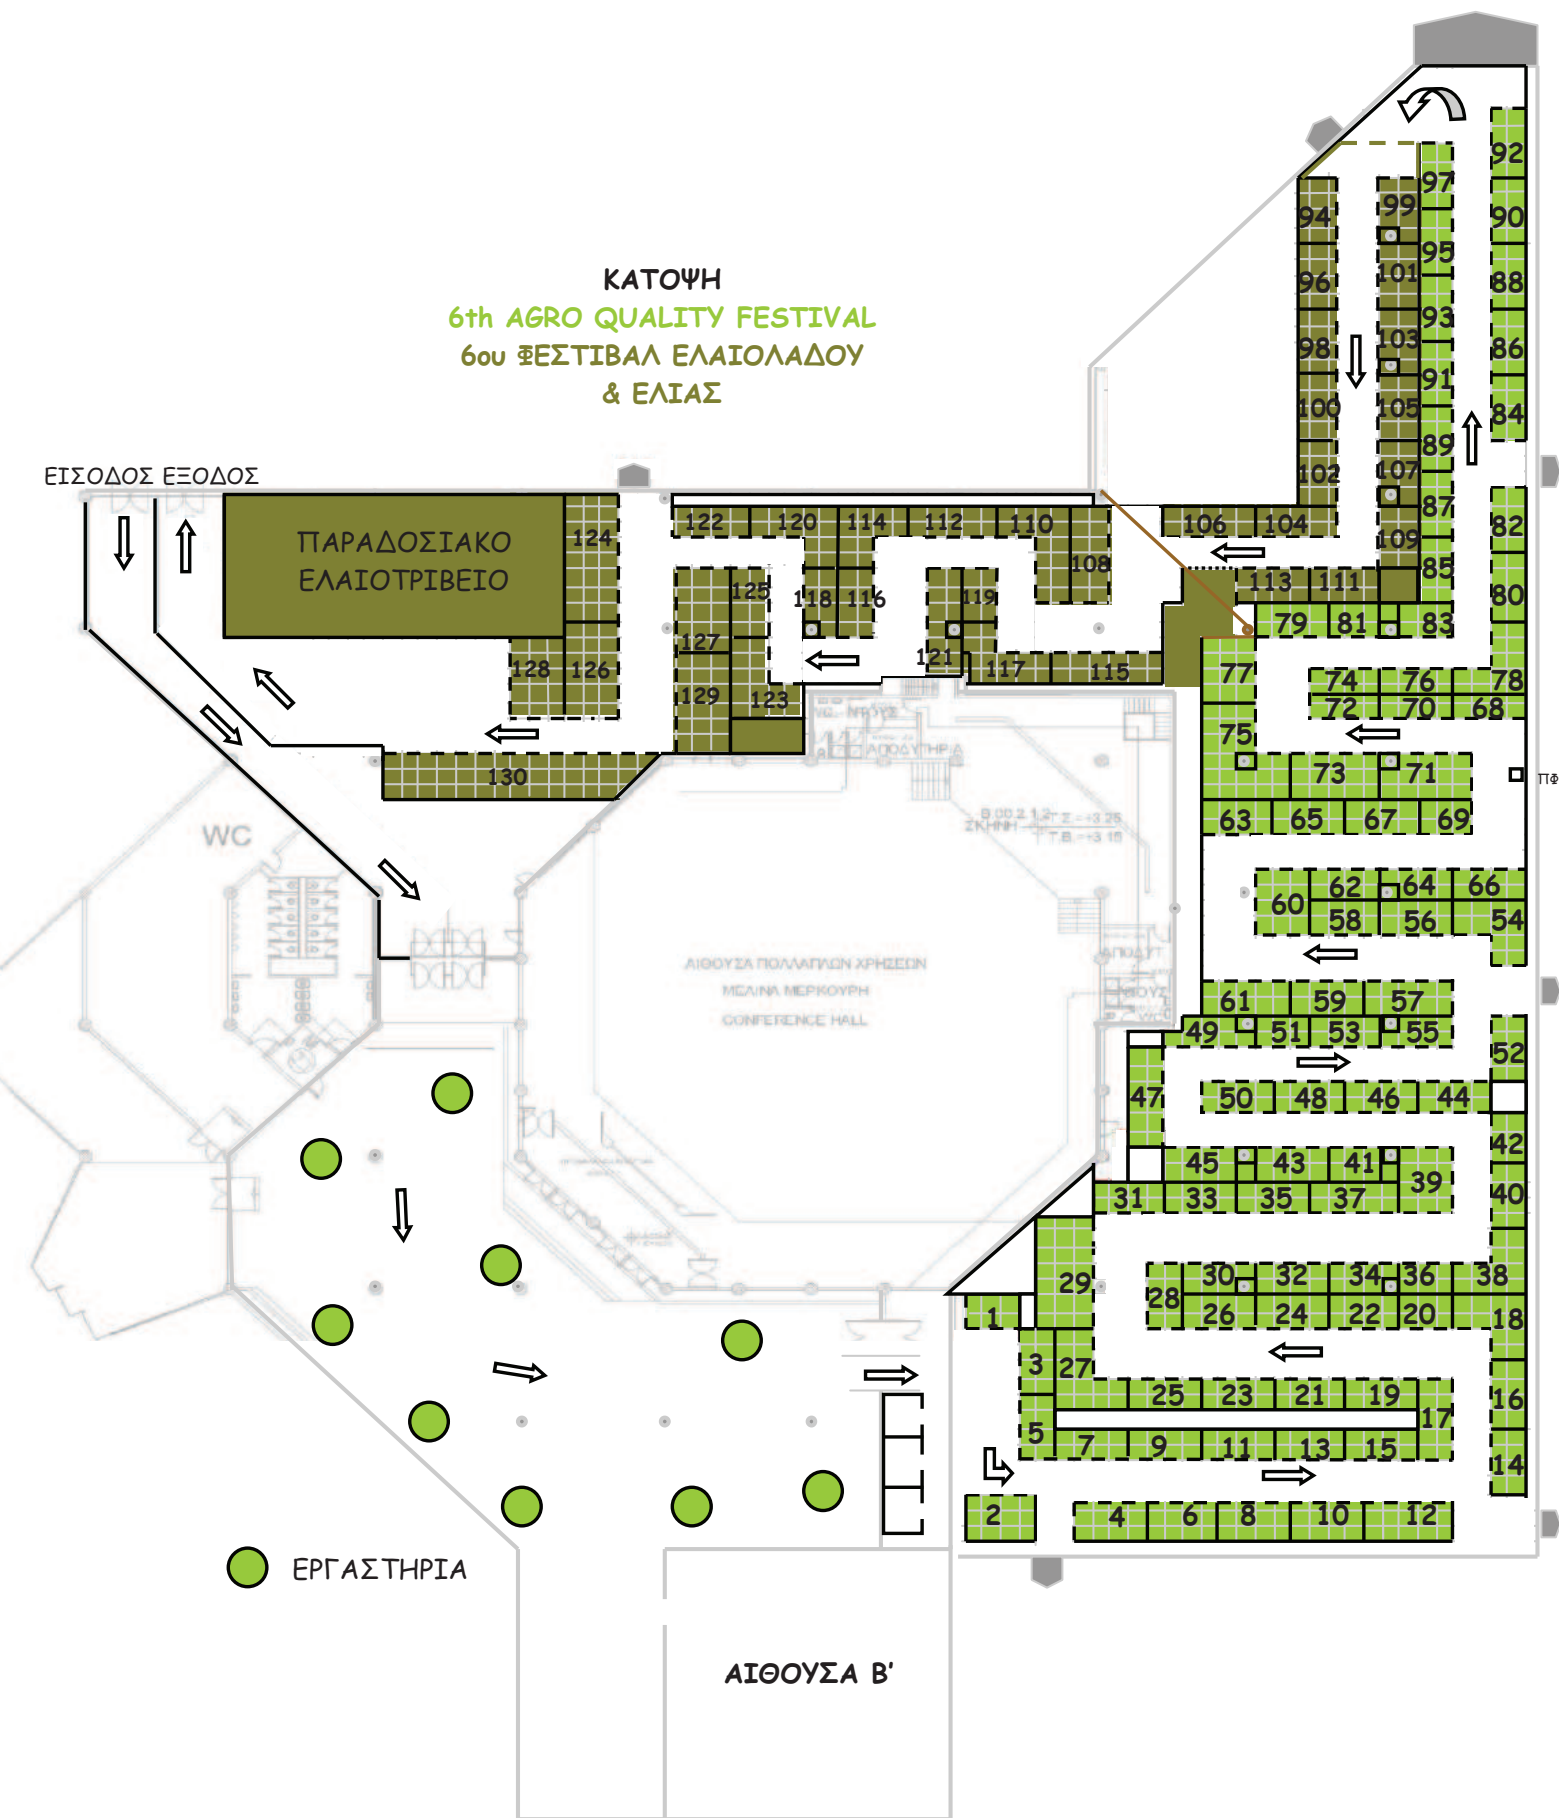 ΚΑΤΟΨΗ
6th AGRO QUALITY FESTIVAL
6ου ΦΕΣΤΙΒΑΛ ΕΛΑΙΟΛΑΔΟΥ
& ΕΛΙΑΣ
ΕΙΣΟΔΟΣ ΕΞΟΔΟΣ
ΠΑΡΑΔΟΣΙΑΚΟ
ΕΛΑΙΟΤΡΙΒΕΙΟ
92
97
94 99 90
95
96 101 88
93
98 103 86
91
100 105 84
89
102 107
87
124 122 120 114 112 110 106 104 109 82
108
85
125 118 116 119 113 111 80
127 121 79 81 83
128 126 117 115 77 74 76 78
129 123 72 70 68
75
130 73 71 ΠΦ
63 65 67 69
WC
ΣΚΗΝΗ
ΑΠΟΔΥΤΗΡΙΑ
62 64 66
60 58 56 54
ΑΙΘΟΥΣΑ ΠΟΛΛΑΠΛΩΝ ΧΡΗΣΕΩΝ
ΜΕΛΙΝΑ ΜΕΡΚΟΥΡΗ
CONFERENCE HALL
WC
61 59 57
49 51 53 55
52
47 50 48 46 44
42
45 43 41 39
31 33 35 37 40
29 28 30 32 34 36 38
1 26 24 22 20 18
3 27
25 23 21 19 16
5 17
7 9 11 13 15
14
2 4 6 8 10 12
ΕΡΓΑΣΤΗΡΙΑ
ΑΙΘΟΥΣΑ Β'